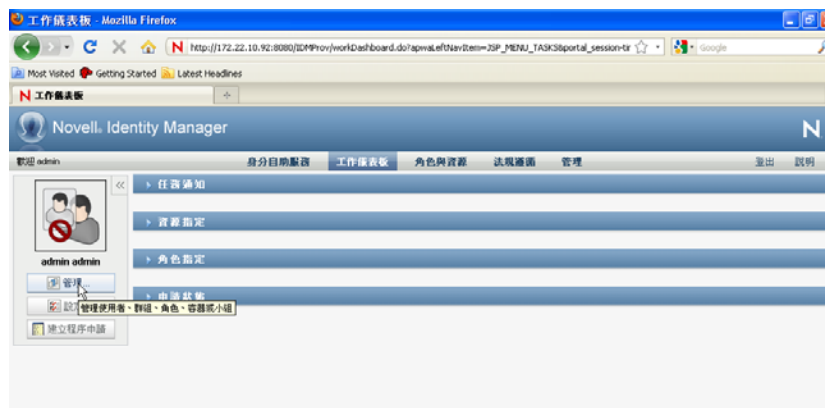 工作儀表板 - Mozilla Firefox
http://172.22.10.92:8080/IDMProv/workDashboard.do?apwaLeftNavItem=JSP_MENU_TASKS&portal_session-tir
Google
Most Visited Getting Started Latest Headlines
工作儀表板
Novell® Identity Manager
歡迎 admin 身分自助服務 工作儀表板 角色與資源 法規遵循 管理 登出 說明
任務通知
資源指定
角色指定
admin admin
管理...
申請狀態
設定
管理使用者、群組、角色、容器或小組
建立程序申請